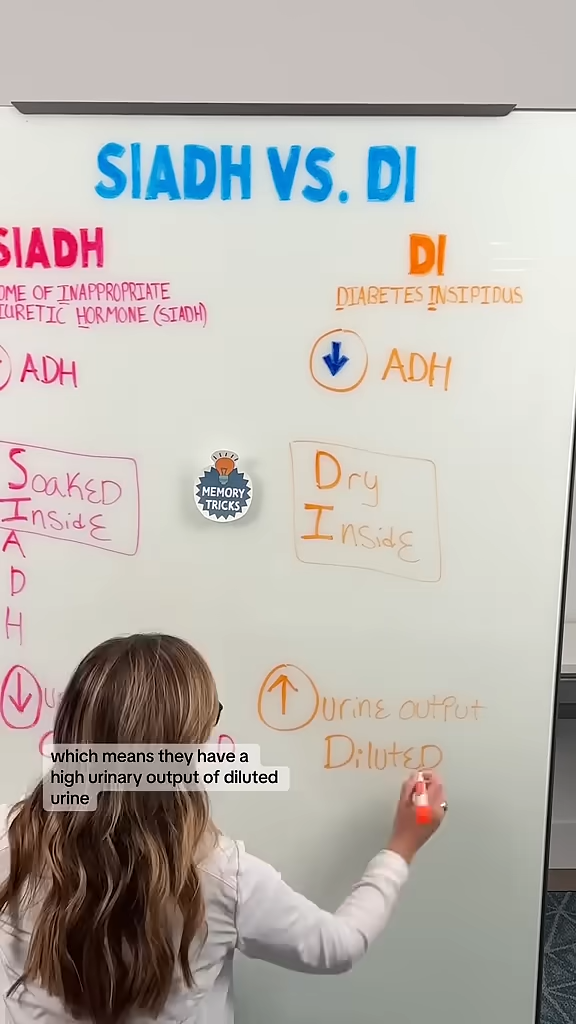 SIADH VS. DI
SIADH
OME OF INAPPROPRIATE
IURETIC HORMONE (SIADH)
ADH
SOAKED
INSIDE
A
D
H
DI
DIABETES INSIPIDUS
ADH
DRY
INSIDE
MEMORY
TRICKS
URINE OUTPUT
DILUTED
which means they have a
high urinary output of diluted
urine